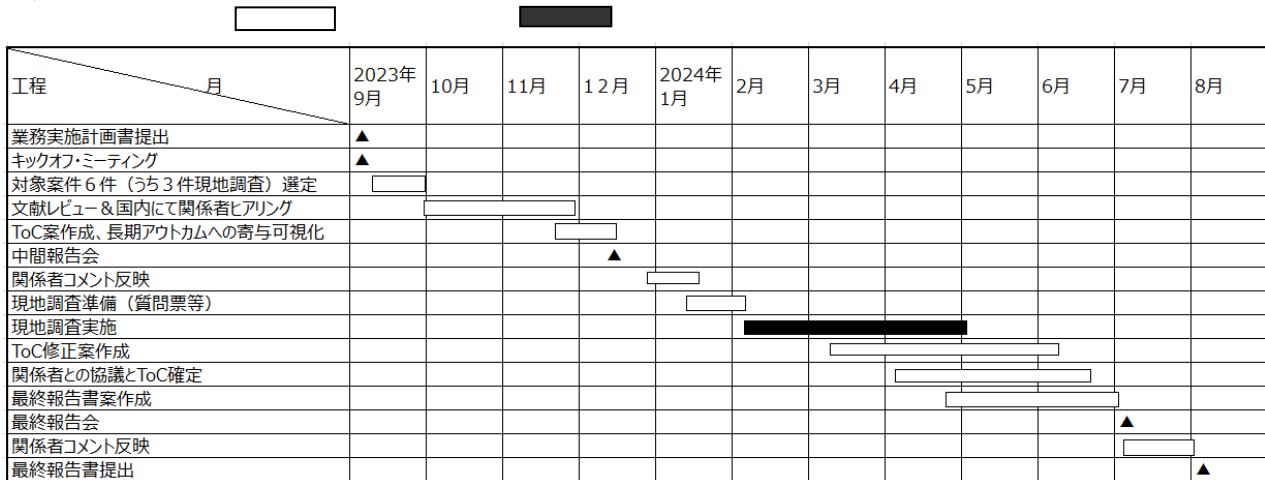 工程 月 2023年9月 10月 11月 12月 2024年1月 2月 3月 4月 5月 6月 7月 8月
業務実施計画書提出 ▲
キックオフ・ミーティング ▲
対象案件6件（うち3件現地調査）選定
文献レビュー＆国内にて関係者ヒアリング
ToC案作成、長期アウトカムへの寄与可視化
中間報告会 ▲
関係者コメント反映
現地調査準備（質問票等）
現地調査実施
ToC修正案作成
関係者との協議とToC確定
最終報告書案作成
最終報告会 ▲
関係者コメント反映
最終報告書提出 ▲